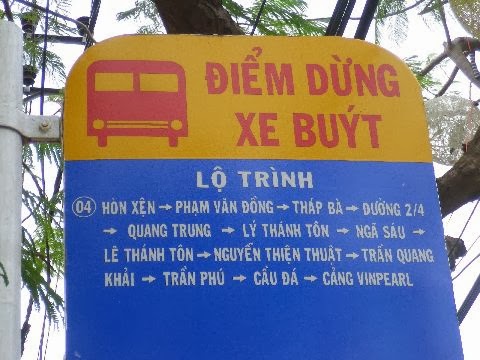 ĐIỂM DỪNG
XE BUÝT
LỘ TRÌNH
04 HÒN XỆN → PHẠM VĂN ĐỒNG → THÁP BÀ → ĐƯỜNG 2/4
→ QUANG TRUNG → LÝ THÁNH TÔN → NGÃ SÁU →
LÊ THÁNH TÔN → NGUYỄN THIỆN THUẬT → TRẦN QUANG
KHẢI → TRẦN PHÚ → CẦU ĐÁ → CẢNG VINPEARL